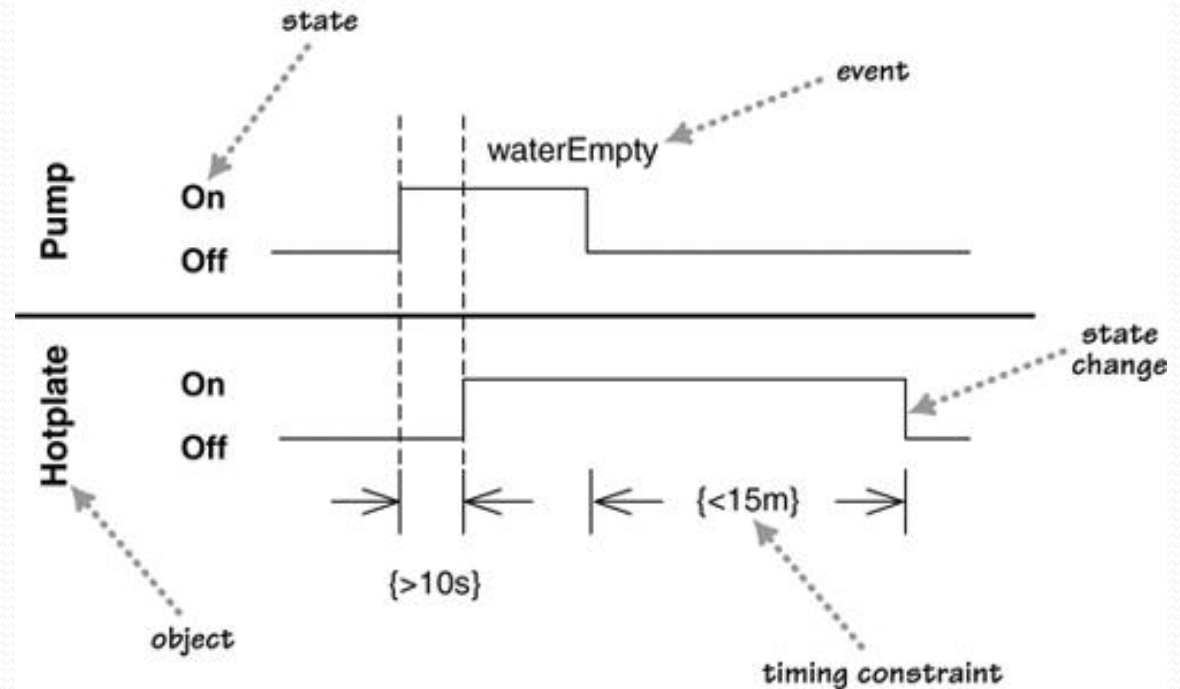 state
event
waterEmpty
Pump
On
Off
state
change
Hotplate
On
Off
{<15m}
{>10s}
object
timing constraint